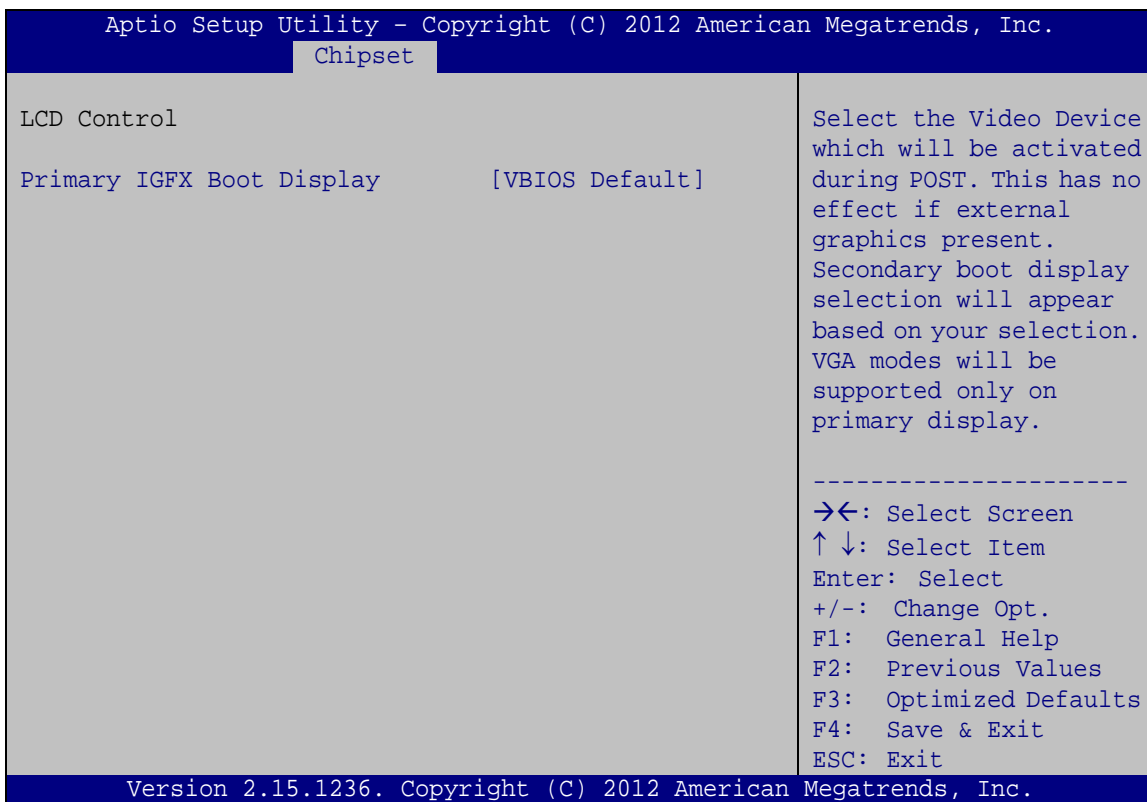 Aptio Setup Utility – Copyright (C) 2012 American Megatrends, Inc.
Chipset
LCD Control
Primary IGFX Boot Display [VBIOS Default]
Select the Video Device
which will be activated
during POST. This has no
effect if external
graphics present.
Secondary boot display
selection will appear
based on your selection.
VGA modes will be
supported only on
primary display.
----------------------
→←: Select Screen
↑ ↓: Select Item
Enter: Select
+/-: Change Opt.
F1: General Help
F2: Previous Values
F3: Optimized Defaults
F4: Save & Exit
ESC: Exit
Version 2.15.1236. Copyright (C) 2012 American Megatrends, Inc.